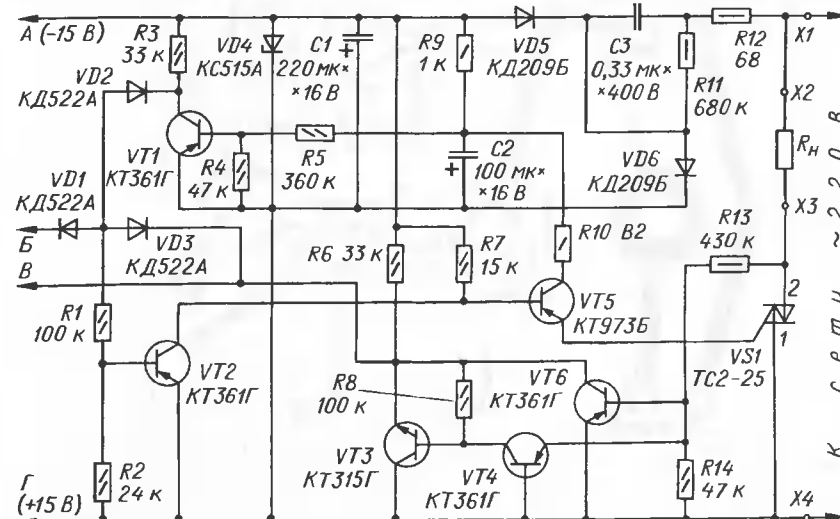 А (-15 В)
R3
33 к
VD4
КС515А
C1
220 мк×
×16 В
R9
1 к
VD5
КД209Б
C3
0,33 мк×
×400 В
R12
68
X1
R11
680 к
X2
VD2
КД522А
VT1
КТ361Г
R4
47 к
R5
360 к
C2
100 мк×
×16 В
VD6
КД209Б
Rн
VD1
КД522А
Б
VD3
КД522А
В
R6 33 к
R7
15 к
R10 82
R13
430 к
X3
R1
100 к
VT5
КТ973Б
2
1
VS1
ТС2-25
VT2
КТ361Г
R8
100 к
VT6
КТ361Г
R2
24 к
VT3
КТ315Г
VT4
КТ361Г
R14
47 к
Г
(+15 В)
X4
К сети ~220 В
+
+